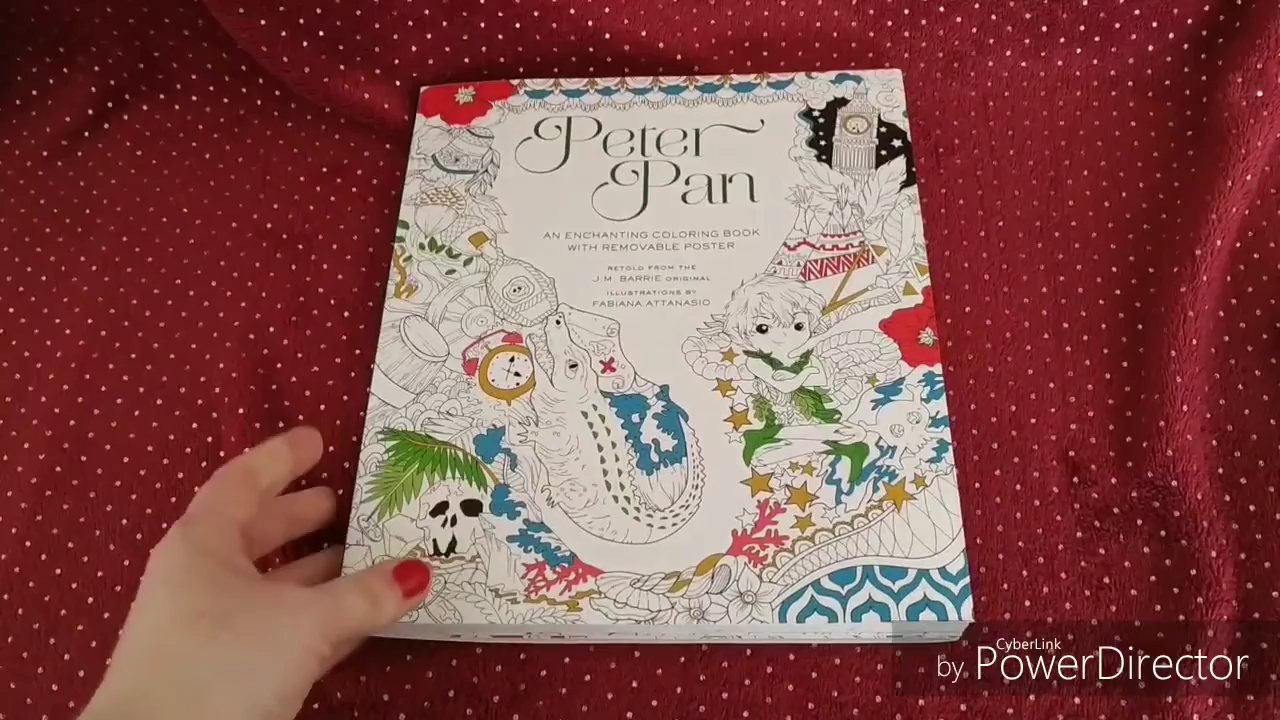 Peter
Pan
AN ENCHANTING COLORING BOOK
WITH REMOVABLE POSTER
RETOLD FROM THE
J.M. BARRIE ORIGINAL
ILLUSTRATIONS BY
FABIANA ATTANASIO
CyberLink
by PowerDirector